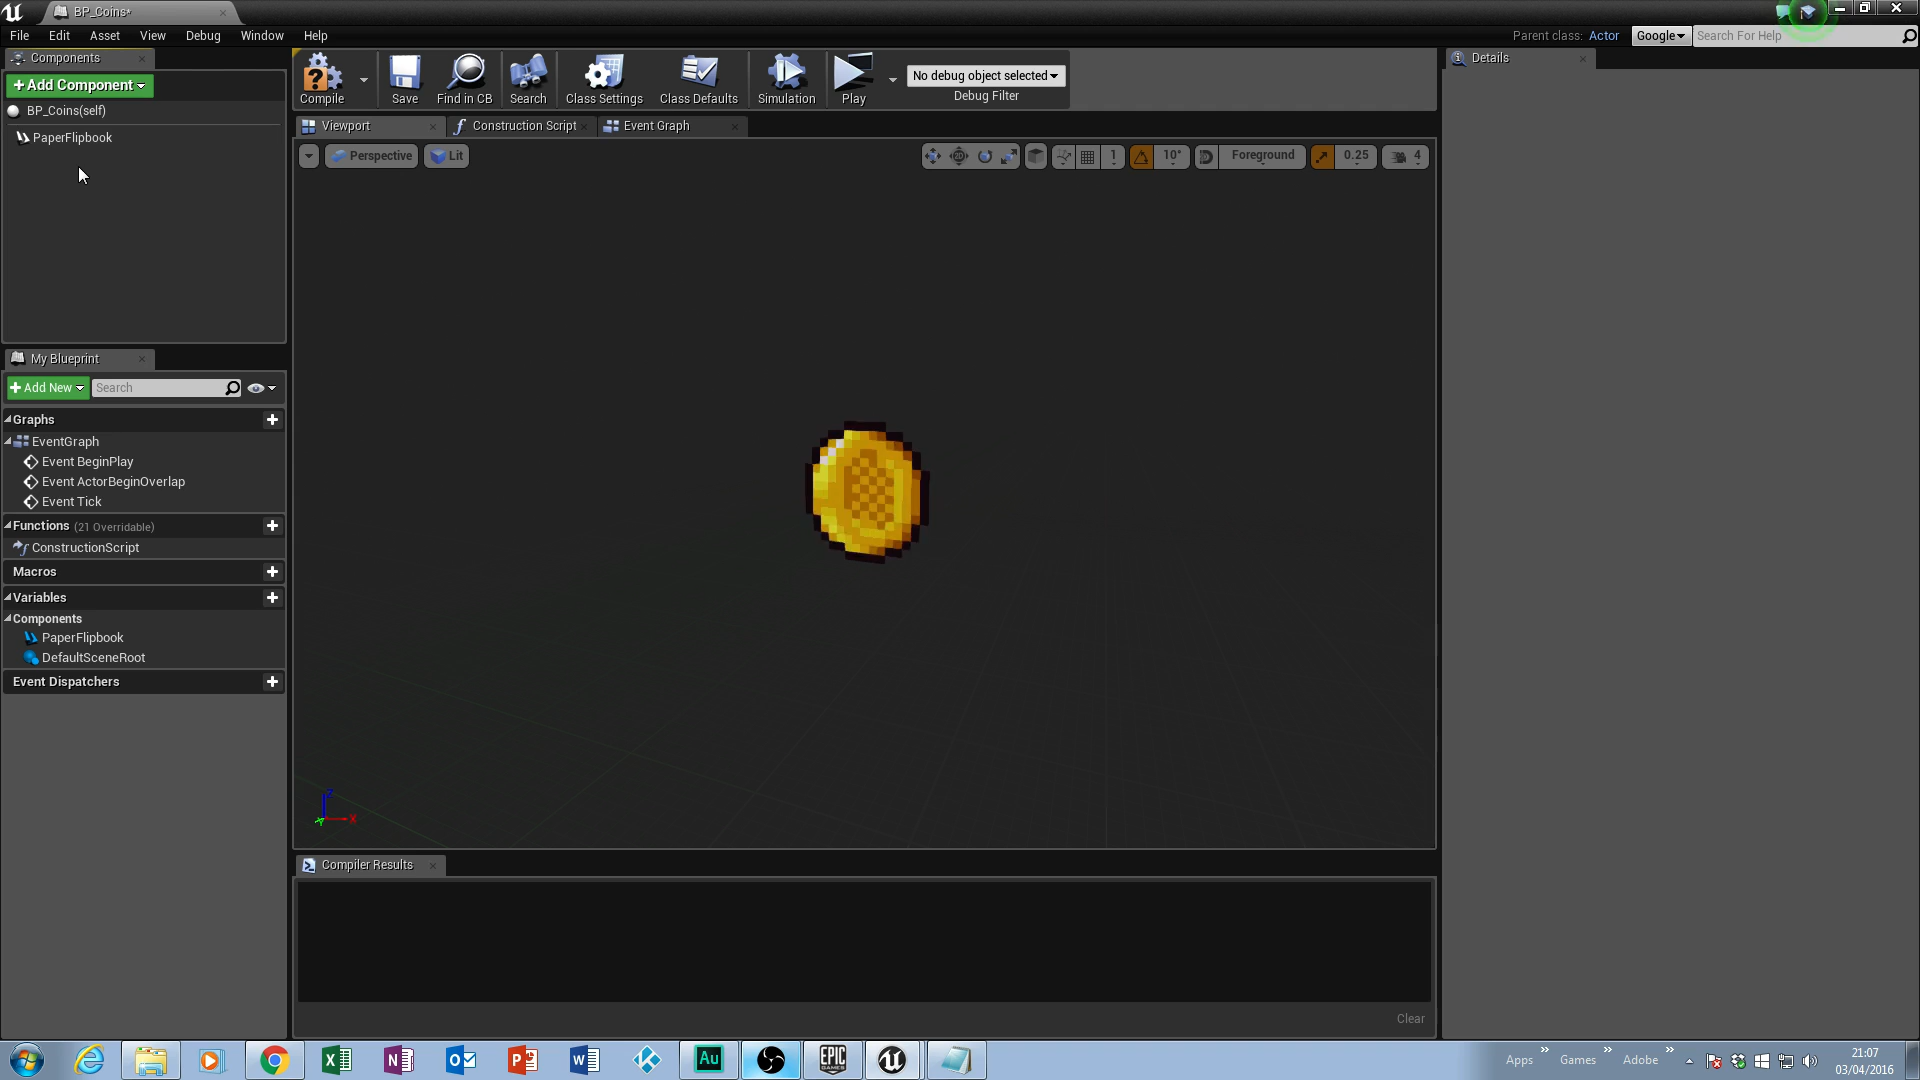 BP_Coins*
File Edit Asset View Debug Window Help
Parent class: Actor Google Search For Help
Components
+Add Component
BP_Coins(self)
PaperFlipbook
Compile Save Find in CB Search Class Settings Class Defaults Simulation Play
No debug object selected
Debug Filter
Details
Viewport Construction Script Event Graph
Perspective Lit 1 10° Foreground 0.25 4
My Blueprint
+Add New Search
Graphs
EventGraph
Event BeginPlay
Event ActorBeginOverlap
Event Tick
Functions (21 Overridable)
ConstructionScript
Macros
Variables
Components
PaperFlipbook
DefaultSceneRoot
Event Dispatchers
Z
Y X
Compiler Results
Clear
Apps Games Adobe
21:07
03/04/2016